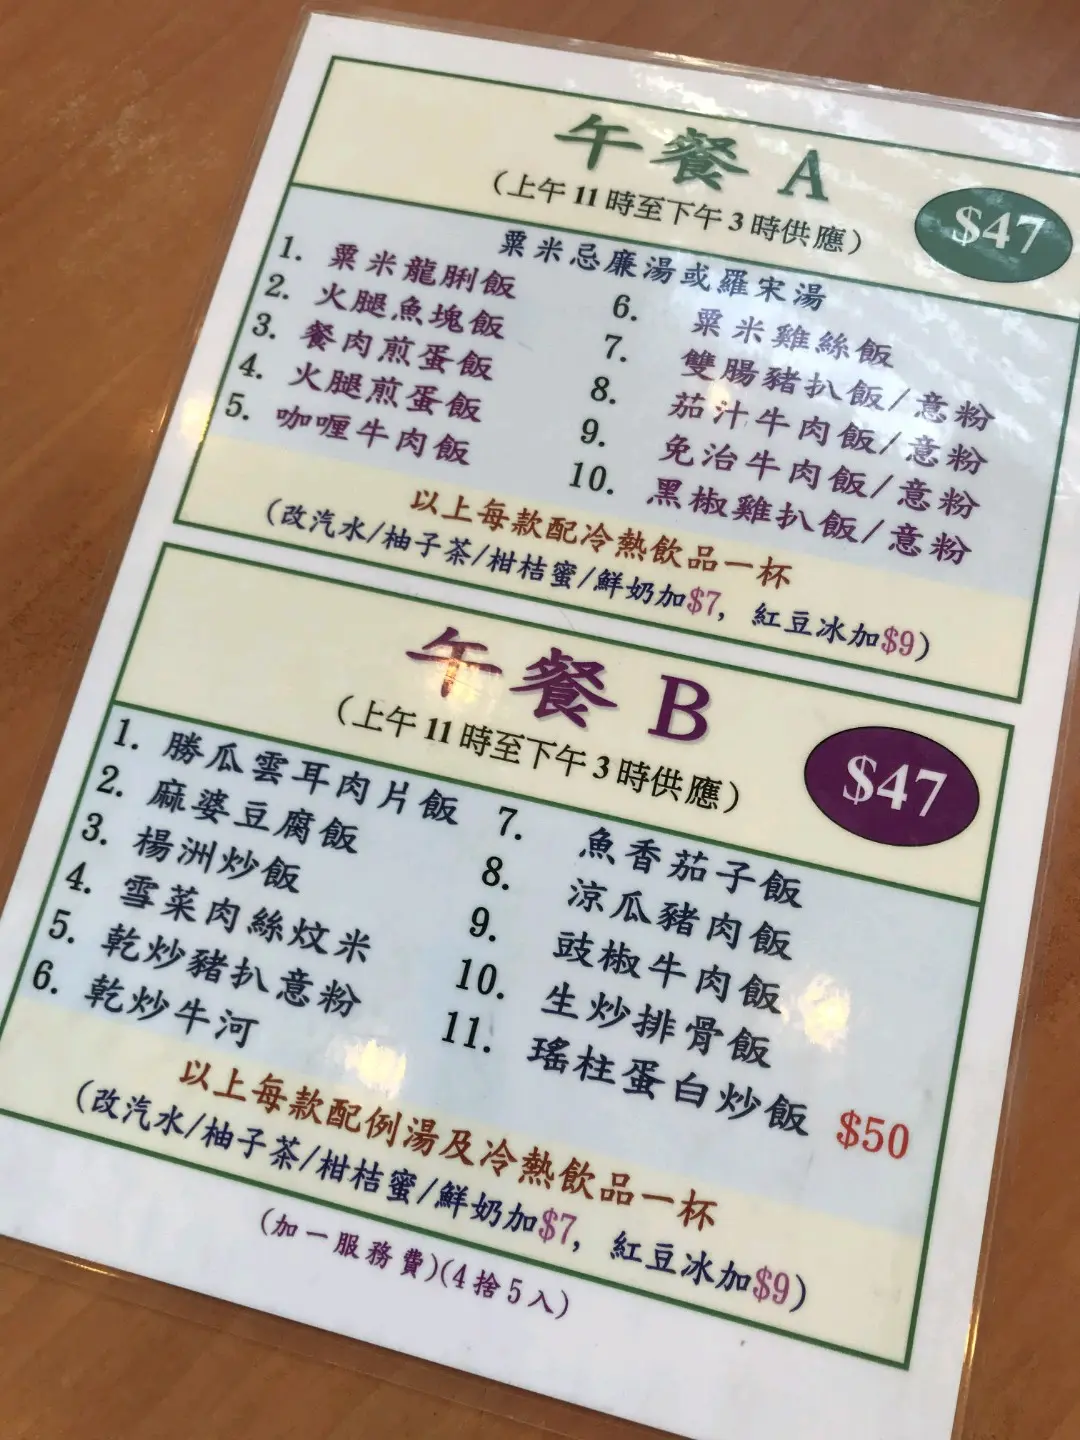 午餐 A
(上午 11 時至下午 3 時供應)
$47
粟米忌廉湯或羅宋湯
1. 粟米龍脷飯
2. 火腿魚塊飯
3. 餐肉煎蛋飯
4. 火腿煎蛋飯
5. 咖喱牛肉飯
6. 粟米雞絲飯
7. 雙腸豬扒飯/意粉
8. 茄汁牛肉飯/意粉
9. 免治牛肉飯/意粉
10. 黑椒雞扒飯/意粉
以上每款配冷熱飲品一杯
(改汽水/柚子茶/柑桔蜜/鮮奶加$7, 紅豆冰加$9)
午餐 B
(上午 11 時至下午 3 時供應)
$47
1. 勝瓜雲耳肉片飯
2. 麻婆豆腐飯
3. 楊洲炒飯
4. 雪菜肉絲炆米
5. 乾炒豬扒意粉
6. 乾炒牛河
7. 魚香茄子飯
8. 涼瓜豬肉飯
9. 豉椒牛肉飯
10. 生炒排骨飯
11. 瑤柱蛋白炒飯 $50
以上每款配例湯及冷熱飲品一杯
(改汽水/柚子茶/柑桔蜜/鮮奶加$7, 紅豆冰加$9)
(加一服務費)(4 捨 5 入)